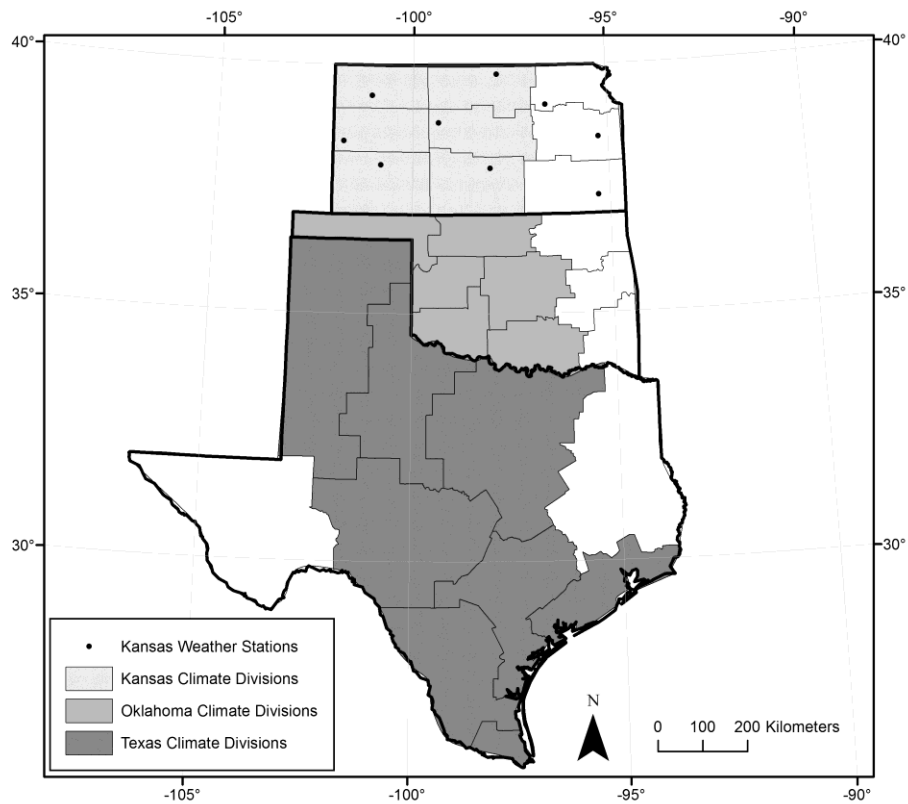 -105° -100° -95° -90°
40° 40°
35° 35°
30° 30°
Kansas Weather Stations
Kansas Climate Divisions
Oklahoma Climate Divisions
Texas Climate Divisions
N
0 100 200 Kilometers
-105° -100° -95° -90°